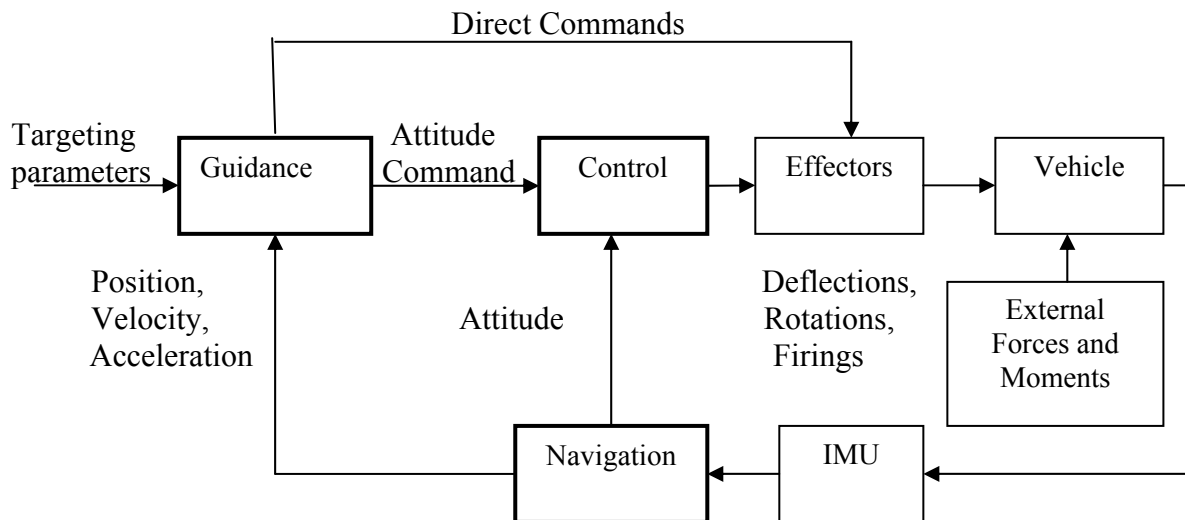 Direct Commands
Targeting
parameters
Guidance
Attitude
Command
Control
Effectors
Vehicle
Position,
Velocity,
Acceleration
Attitude
Deflections,
Rotations,
Firings
External
Forces and
Moments
Navigation
IMU